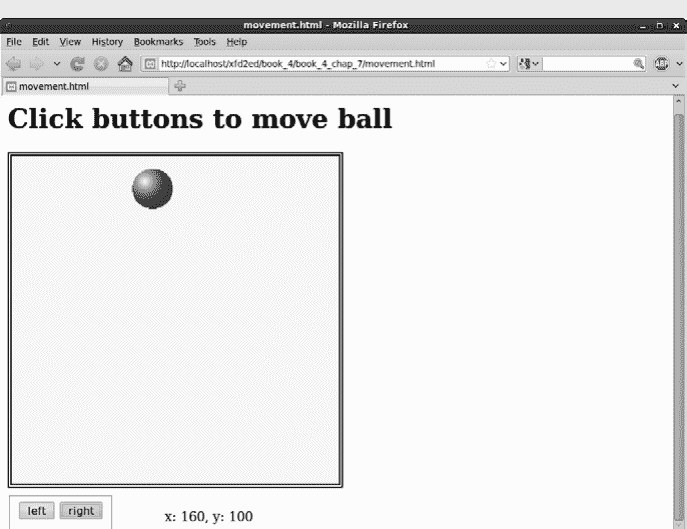 movement.html - Mozilla Firefox
File Edit View History Bookmarks Tools Help
http://localhost/xfd2ed/book_4/book_4_chap_7/movement.html
movement.html
Click buttons to move ball
left right
x: 160, y: 100